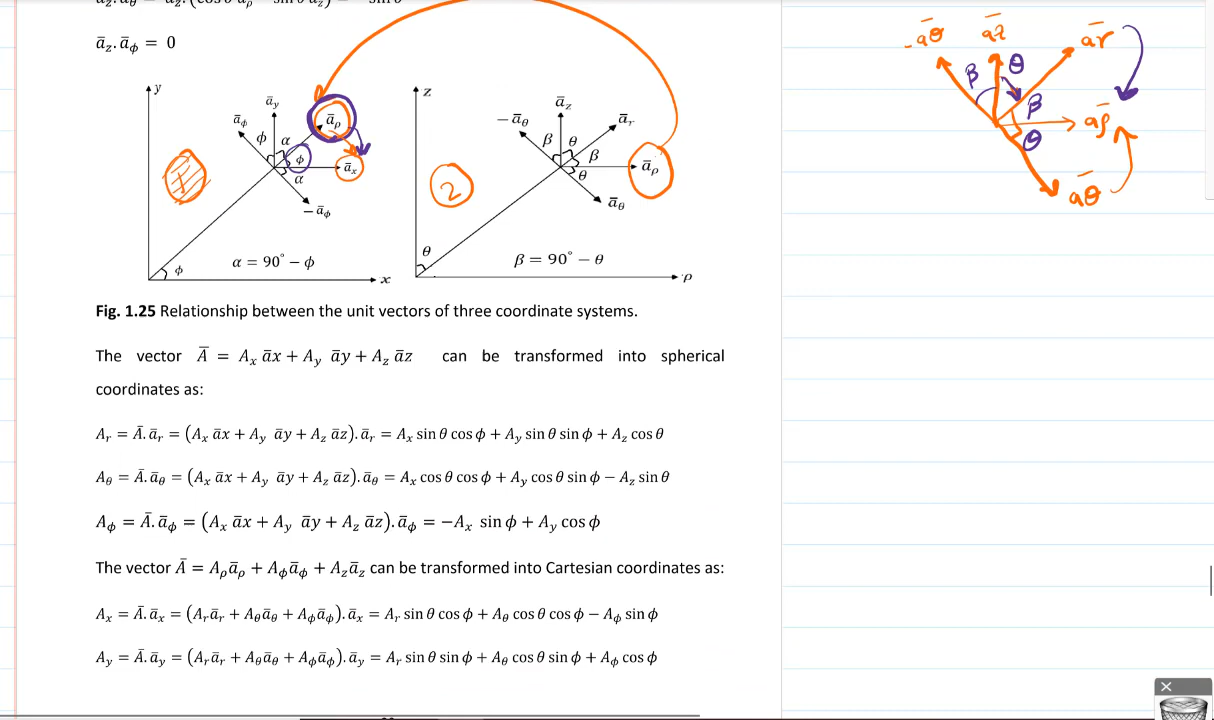 ā_z.ā_ϕ = 0
y
ā_y
ā_ϕ
ϕ
α
ā_ρ
ϕ
α
ā_x
− ā_ϕ
1
ϕ
α = 90° − ϕ
x
z
ā_z
−ā_θ
ā_r
β
θ
β
θ
ā_ρ
ā_θ
2
θ
β = 90° − θ
ρ
-āθ
āz
ār
β
θ
β
āρ
θ
āθ
Fig. 1.25 Relationship between the unit vectors of three coordinate systems.
The vector Ā = A_x āx + A_y āy + A_z āz can be transformed into spherical
coordinates as:
A_r = Ā.ā_r = (A_x āx + A_y āy + A_z āz).ā_r = A_x sin θ cos ϕ + A_y sin θ sin ϕ + A_z cos θ
A_θ = Ā.ā_θ = (A_x āx + A_y āy + A_z āz).ā_θ = A_x cos θ cos ϕ + A_y cos θ sin ϕ − A_z sin θ
A_ϕ = Ā.ā_ϕ = (A_x āx + A_y āy + A_z āz).ā_ϕ = −A_x sin ϕ + A_y cos ϕ
The vector Ā = A_ρā_ρ + A_ϕā_ϕ + A_zā_z can be transformed into Cartesian coordinates as:
A_x = Ā.ā_x = (A_rā_r + A_θā_θ + A_ϕā_ϕ).ā_x = A_r sin θ cos ϕ + A_θ cos θ cos ϕ − A_ϕ sin ϕ
A_y = Ā.ā_y = (A_rā_r + A_θā_θ + A_ϕā_ϕ).ā_y = A_r sin θ sin ϕ + A_θ cos θ sin ϕ + A_ϕ cos ϕ